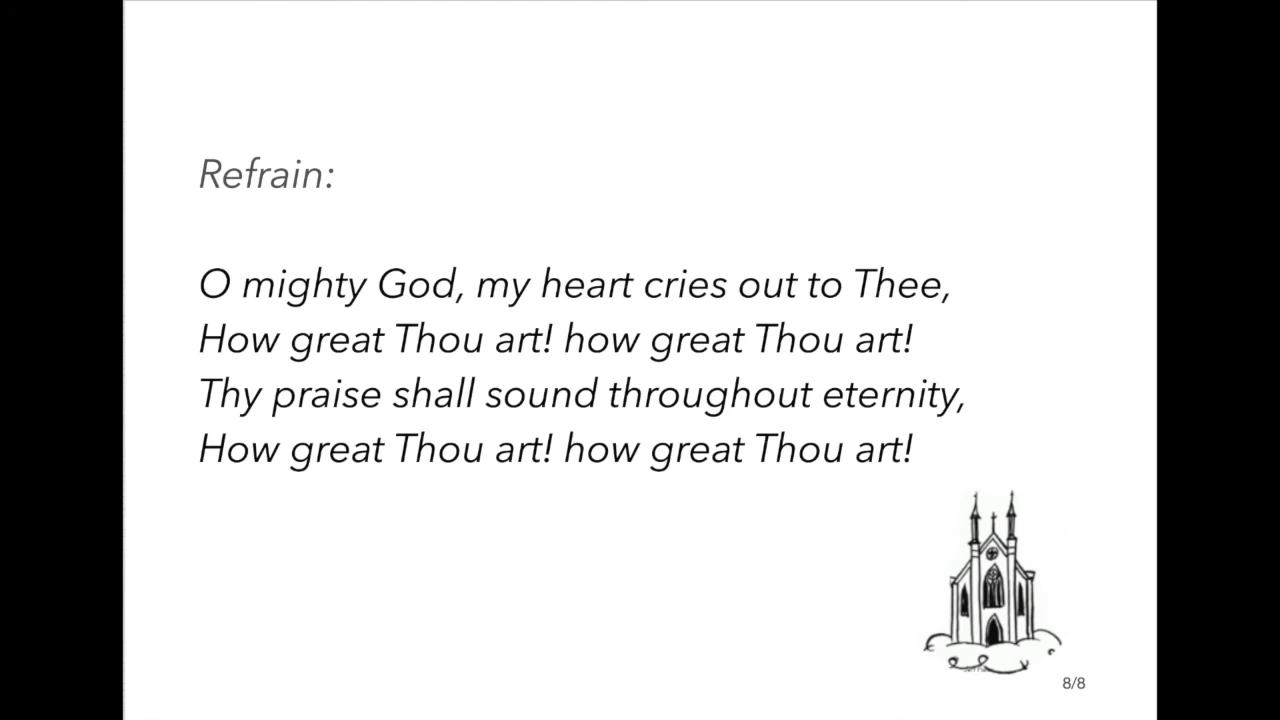 Refrain:
O mighty God, my heart cries out to Thee,
How great Thou art! how great Thou art!
Thy praise shall sound throughout eternity,
How great Thou art! how great Thou art!
8/8